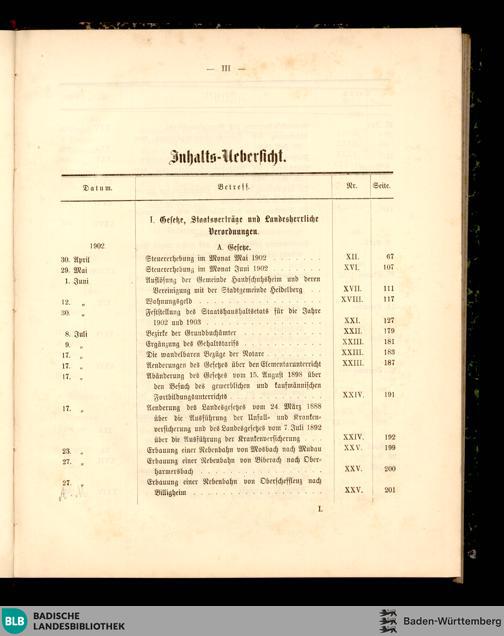 — III —
Inhalts-Uebersicht.
Datum. Betreff. Nr. Seite.
I. Gesetze, Staatsverträge und Landesherrliche
Verordnungen.
1902. A. Gesetze.
30. April Steuererhebung im Monat Mai 1902 . . . . . . . XII. 67
29. Mai Steuererhebung im Monat Juni 1902 . . . . . . . XVI. 107
1. Juni Auflösung der Gemeinde Handschuhsheim und deren
Vereinigung mit der Stadtgemeinde Heidelberg . . XVII. 111
12. „ Wohnungsgeld . . . . . . . . . . . . . XVIII. 117
30. „ Feststellung des Staatshaushaltsetats für die Jahre
1902 und 1903 . . . . . . . . . . . . XXI. 127
8. Juli Bezirke der Grundbuchämter . . . . . . . . XXII. 179
9. „ Ergänzung des Gehaltstarifs . . . . . . . . XXIII. 181
17. „ Die wandelbaren Bezüge der Notare . . . . . . XXIII. 183
17. „ Aenderungen des Gesetzes über den Elementarunterricht XXIII. 187
17. „ Abänderung des Gesetzes vom 15. August 1898 über
den Besuch des gewerblichen und kaufmännischen
Fortbildungsunterrichts . . . . . . . . . XXIV. 191
17. „ Aenderung des Landesgesetzes vom 24. März 1888
über die Ausführung der Unfall- und Kranken-
versicherung und des Landesgesetzes vom 7. Juli 1892
über die Ausführung der Krankenversicherung . . . XXIV. 192
23. „ Erbauung einer Nebenbahn von Mosbach nach Mudau XXV. 199
27. „ Erbauung einer Nebenbahn von Biberach nach Ober-
harmersbach . . . . . . . . . . . . XXV. 200
27. „ Erbauung einer Nebenbahn von Oberschefflenz nach
Billigheim . . . . . . . . . . . . . XXV. 201
I.
BLB BADISCHE
LANDESBIBLIOTHEK
Baden-Württemberg